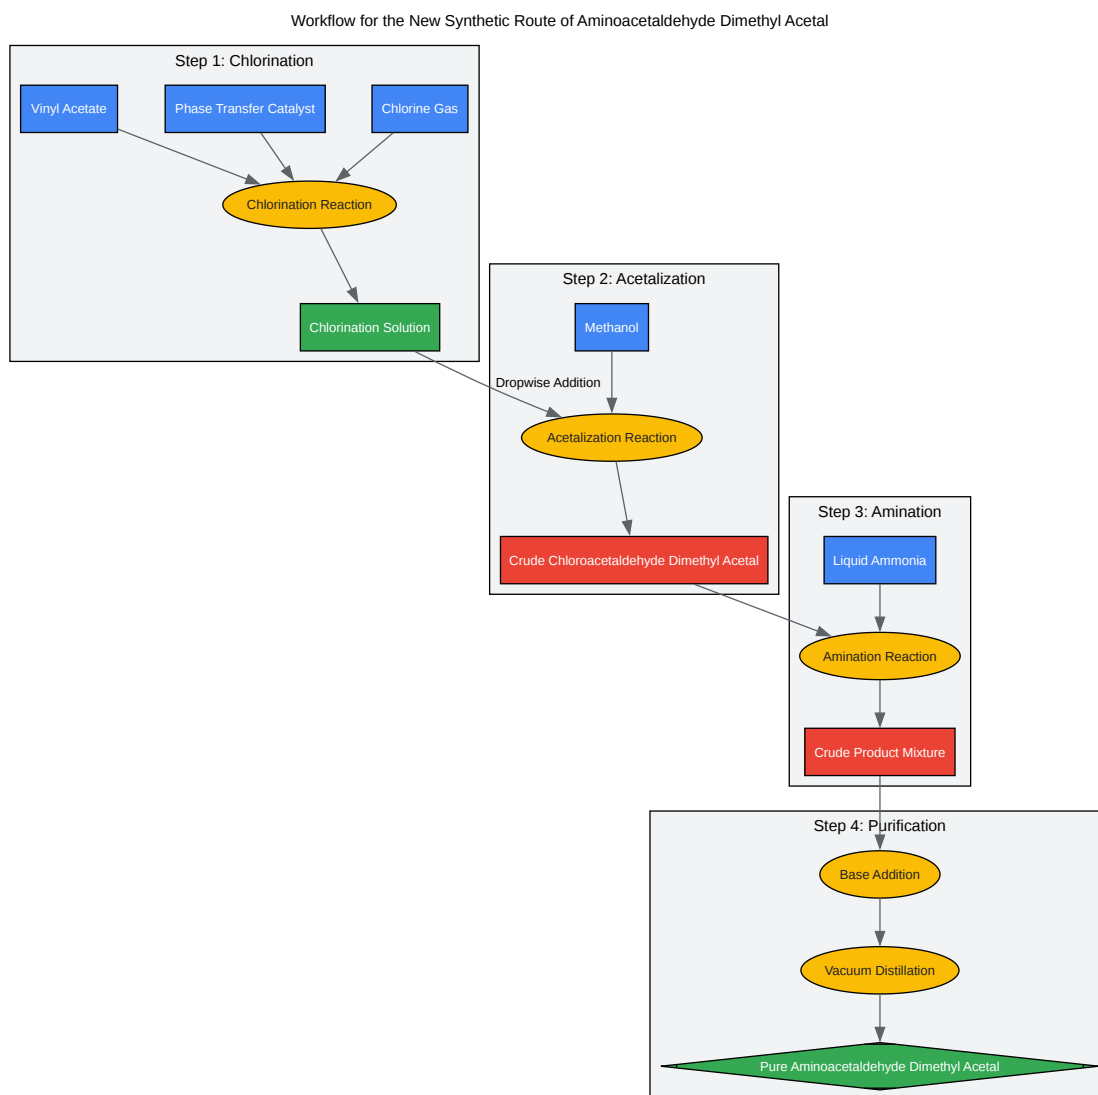 Workflow for the New Synthetic Route of Aminoacetaldehyde Dimethyl Acetal
Step 1: Chlorination
Vinyl Acetate
Phase Transfer Catalyst
Chlorine Gas
Chlorination Reaction
Chlorination Solution
Step 2: Acetalization
Methanol
Dropwise Addition
Acetalization Reaction
Crude Chloroacetaldehyde Dimethyl Acetal
Step 3: Amination
Liquid Ammonia
Amination Reaction
Crude Product Mixture
Step 4: Purification
Base Addition
Vacuum Distillation
Pure Aminoacetaldehyde Dimethyl Acetal